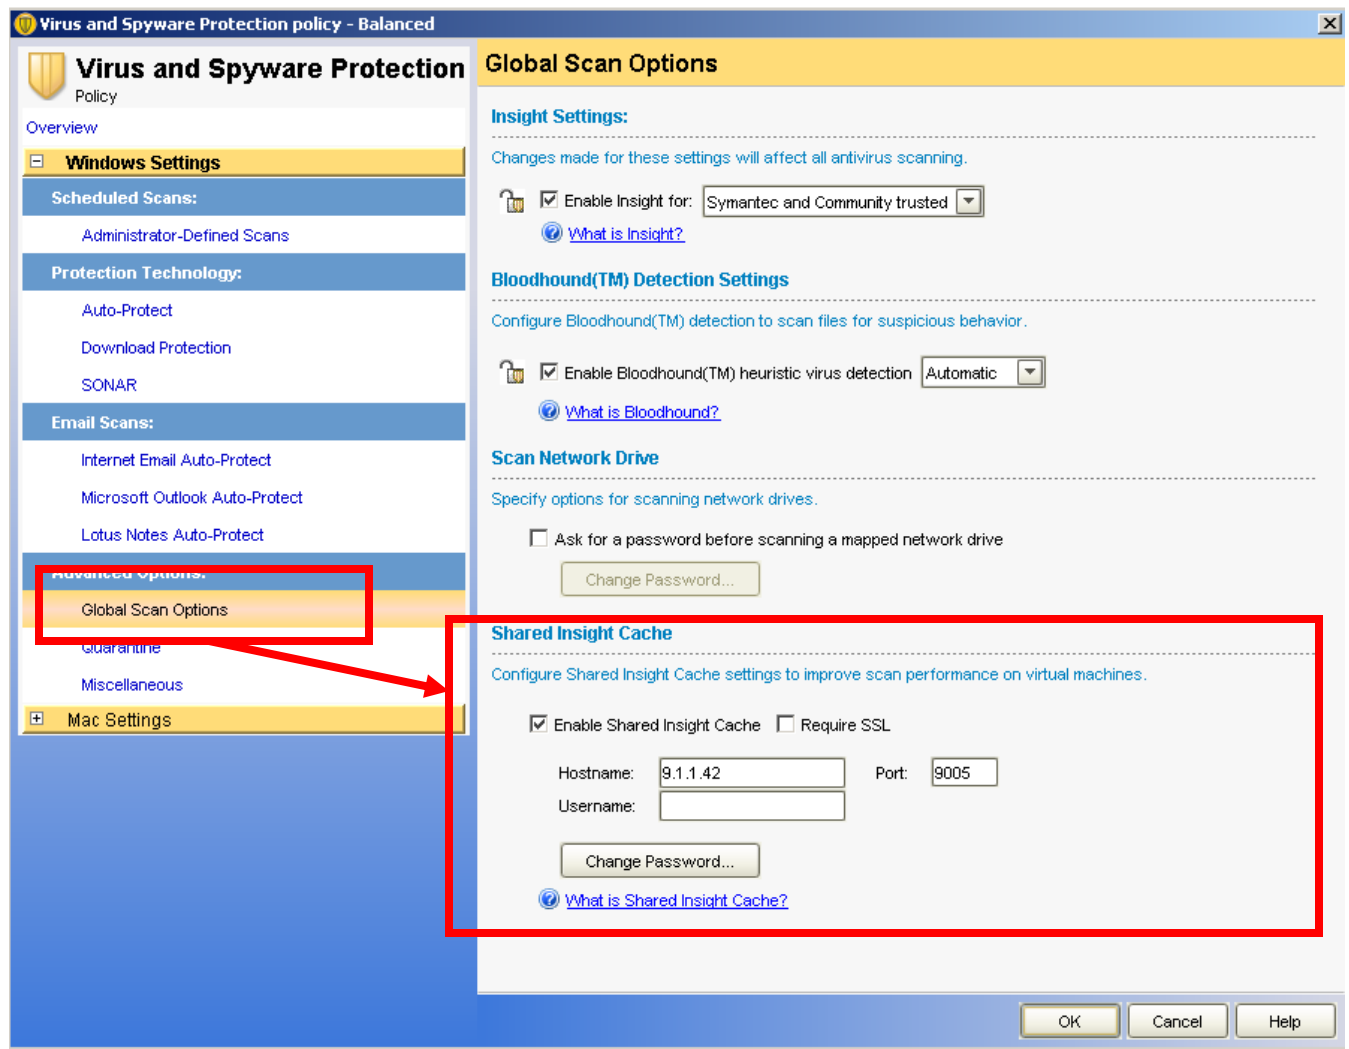 Virus and Spyware Protection policy - Balanced
Virus and Spyware Protection
Policy
Overview
Windows Settings
Scheduled Scans:
Administrator-Defined Scans
Protection Technology:
Auto-Protect
Download Protection
SONAR
Email Scans:
Internet Email Auto-Protect
Microsoft Outlook Auto-Protect
Lotus Notes Auto-Protect
Advanced Options:
Global Scan Options
Quarantine
Miscellaneous
Mac Settings
Global Scan Options
Insight Settings:
Changes made for these settings will affect all antivirus scanning.
Enable Insight for: Symantec and Community trusted
What is Insight?
Bloodhound(TM) Detection Settings
Configure Bloodhound(TM) detection to scan files for suspicious behavior.
Enable Bloodhound(TM) heuristic virus detection Automatic
What is Bloodhound?
Scan Network Drive
Specify options for scanning network drives.
Ask for a password before scanning a mapped network drive
Change Password...
Shared Insight Cache
Configure Shared Insight Cache settings to improve scan performance on virtual machines.
Enable Shared Insight Cache Require SSL
Hostname: 9.1.1.42 Port: 9005
Username:
Change Password...
What is Shared Insight Cache?
OK Cancel Help